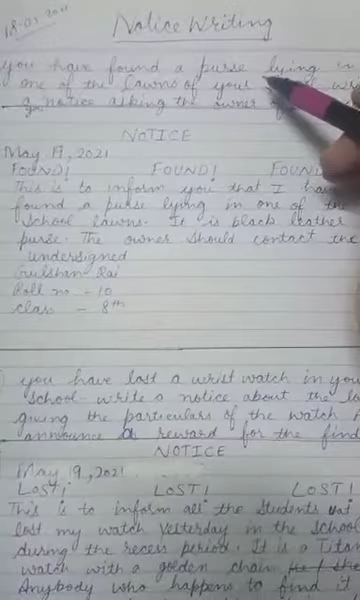 18.05.2021
Notice Writing
you have found a purse lying in
one of the lawns of your
a notice asking the owner
NOTICE
May 19, 2021
FOUND! FOUND! FOUND
This is to inform you that I have
found a purse lying in one of the
school lawns. It is black leather
purse. The owner should contact the
undersigned
Gulshan Rai
Roll no - 10
class - 8th
you have lost a wrist watch in you
school. write a notice about the lo
giving the particulars of the watch
announce a reward for the find
NOTICE
May 19, 2021
LOST! LOST! LOST!
This is to inform all the students
lost my watch yesterday in the school
during the recess period. It is a Titan
watch with a golden chain
Anybody who happens to find it